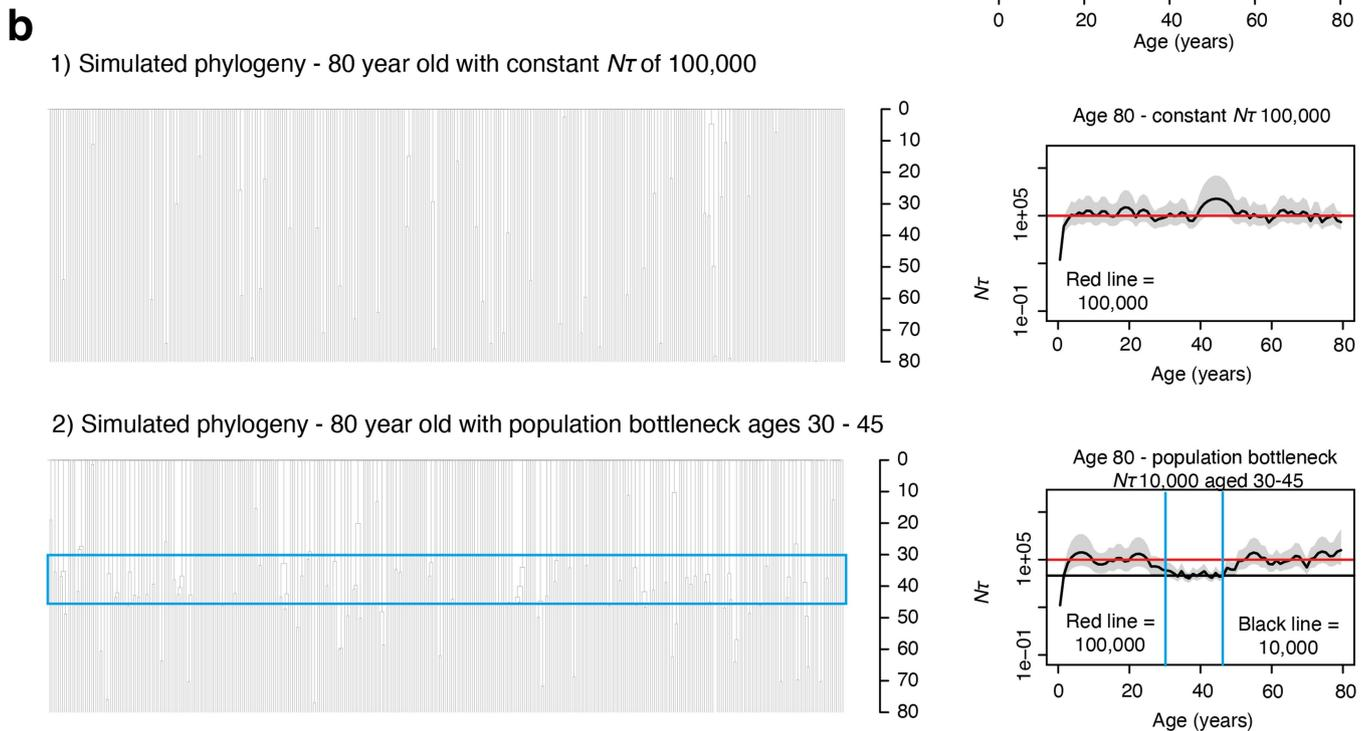 b
0 20 40 60 80
Age (years)
1) Simulated phylogeny - 80 year old with constant Nτ of 100,000
0
10
20
30
40
50
60
70
80
Age 80 - constant Nτ 100,000
Nτ
1e+05
1e−01
Red line =
100,000
0 20 40 60 80
Age (years)
2) Simulated phylogeny - 80 year old with population bottleneck ages 30 - 45
0
10
20
30
40
50
60
70
80
Age 80 - population bottleneck
Nτ 10,000 aged 30-45
Nτ
1e+05
1e−01
Red line =
100,000
Black line =
10,000
0 20 40 60 80
Age (years)